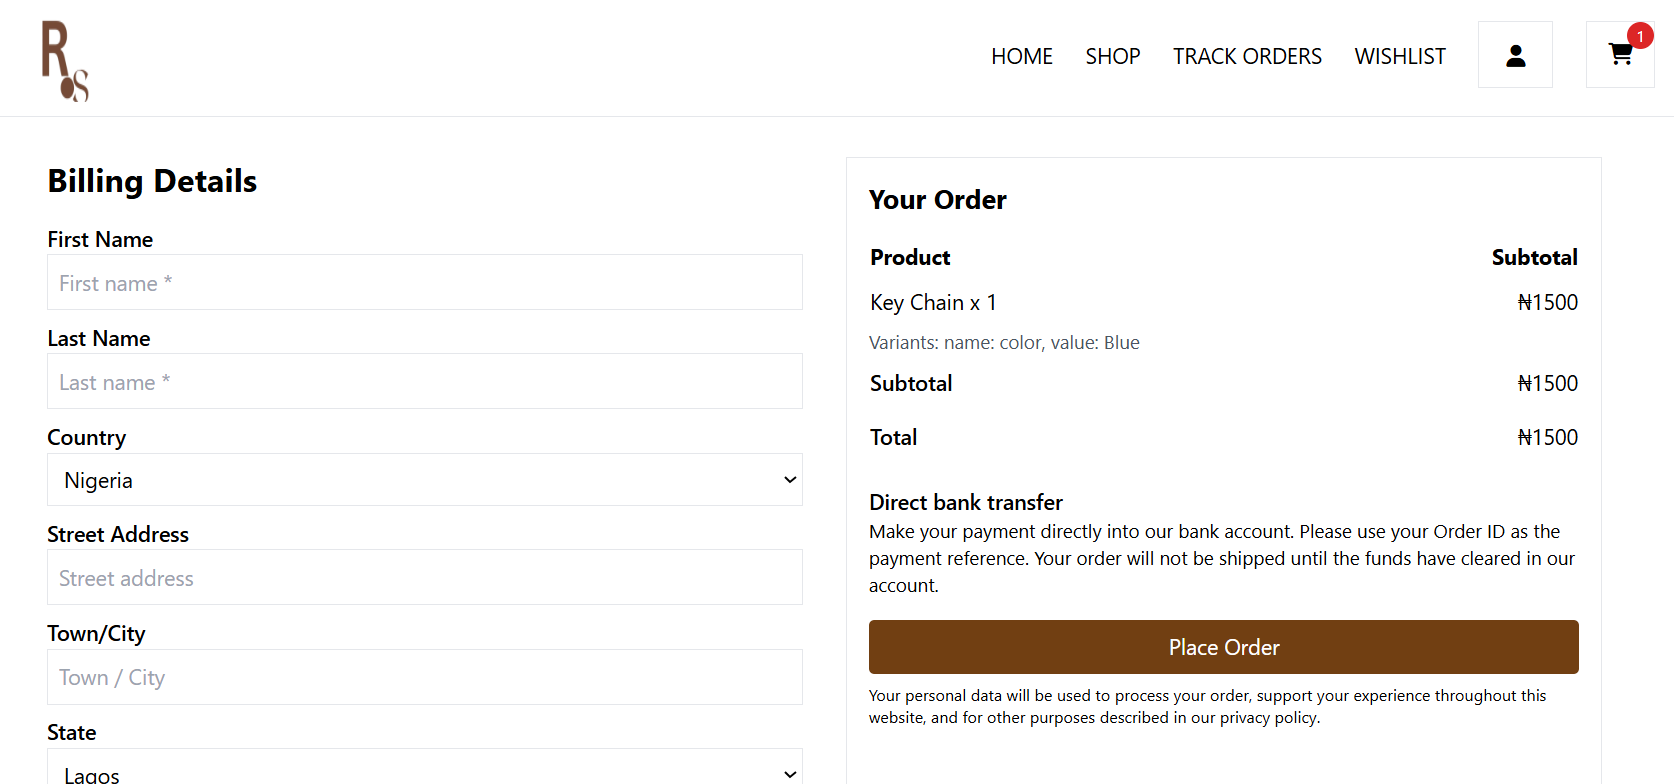 Ros
HOME SHOP TRACK ORDERS WISHLIST 1
Billing Details
First Name
First name *
Last Name
Last name *
Country
Nigeria
Street Address
Street address
Town/City
Town / City
State
Lagos
Your Order
Product Subtotal
Key Chain x 1 ₦1500
Variants: name: color, value: Blue
Subtotal ₦1500
Total ₦1500
Direct bank transfer
Make your payment directly into our bank account. Please use your Order ID as the
payment reference. Your order will not be shipped until the funds have cleared in our
account.
Place Order
Your personal data will be used to process your order, support your experience throughout this
website, and for other purposes described in our privacy policy.